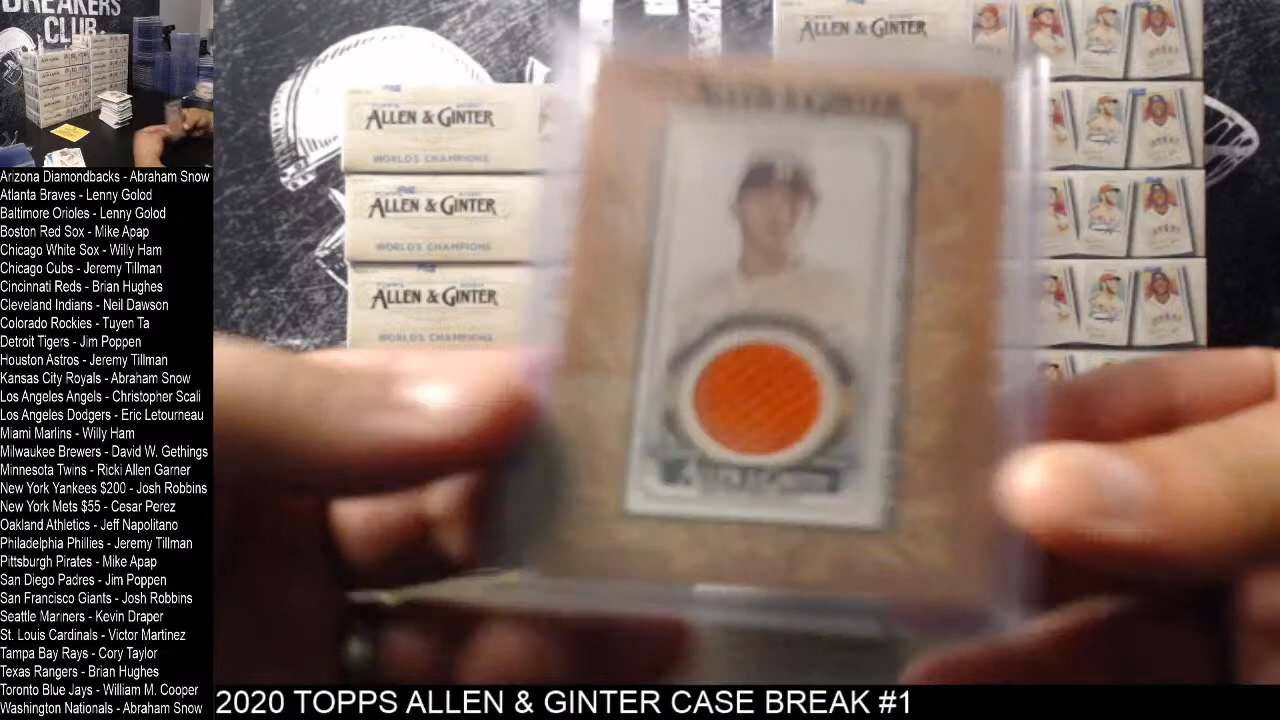 BREAKERS
CLUB
Arizona Diamondbacks - Abraham Snow
Atlanta Braves - Lenny Golod
Baltimore Orioles - Lenny Golod
Boston Red Sox - Mike Apap
Chicago White Sox - Willy Ham
Chicago Cubs - Jeremy Tillman
Cincinnati Reds - Brian Hughes
Cleveland Indians - Neil Dawson
Colorado Rockies - Tuyen Ta
Detroit Tigers - Jim Poppen
Houston Astros - Jeremy Tillman
Kansas City Royals - Abraham Snow
Los Angeles Angels - Christopher Scali
Los Angeles Dodgers - Eric Letourneau
Miami Marlins - Willy Ham
Milwaukee Brewers - David W. Gethings
Minnesota Twins - Ricki Allen Garner
New York Yankees $200 - Josh Robbins
New York Mets $55 - Cesar Perez
Oakland Athletics - Jeff Napolitano
Philadelphia Phillies - Jeremy Tillman
Pittsburgh Pirates - Mike Apap
San Diego Padres - Jim Poppen
San Francisco Giants - Josh Robbins
Seattle Mariners - Kevin Draper
St. Louis Cardinals - Victor Martinez
Tampa Bay Rays - Cory Taylor
Texas Rangers - Brian Hughes
Toronto Blue Jays - William M. Cooper
Washington Nationals - Abraham Snow
ALLEN & GINTER
ALLEN & GINTER
WORLD'S CHAMPIONS
ALLEN & GINTER
WORLD'S CHAMPIONS
ALLEN & GINTER
WORLD'S CHAMPIONS
2020 TOPPS ALLEN & GINTER CASE BREAK #1